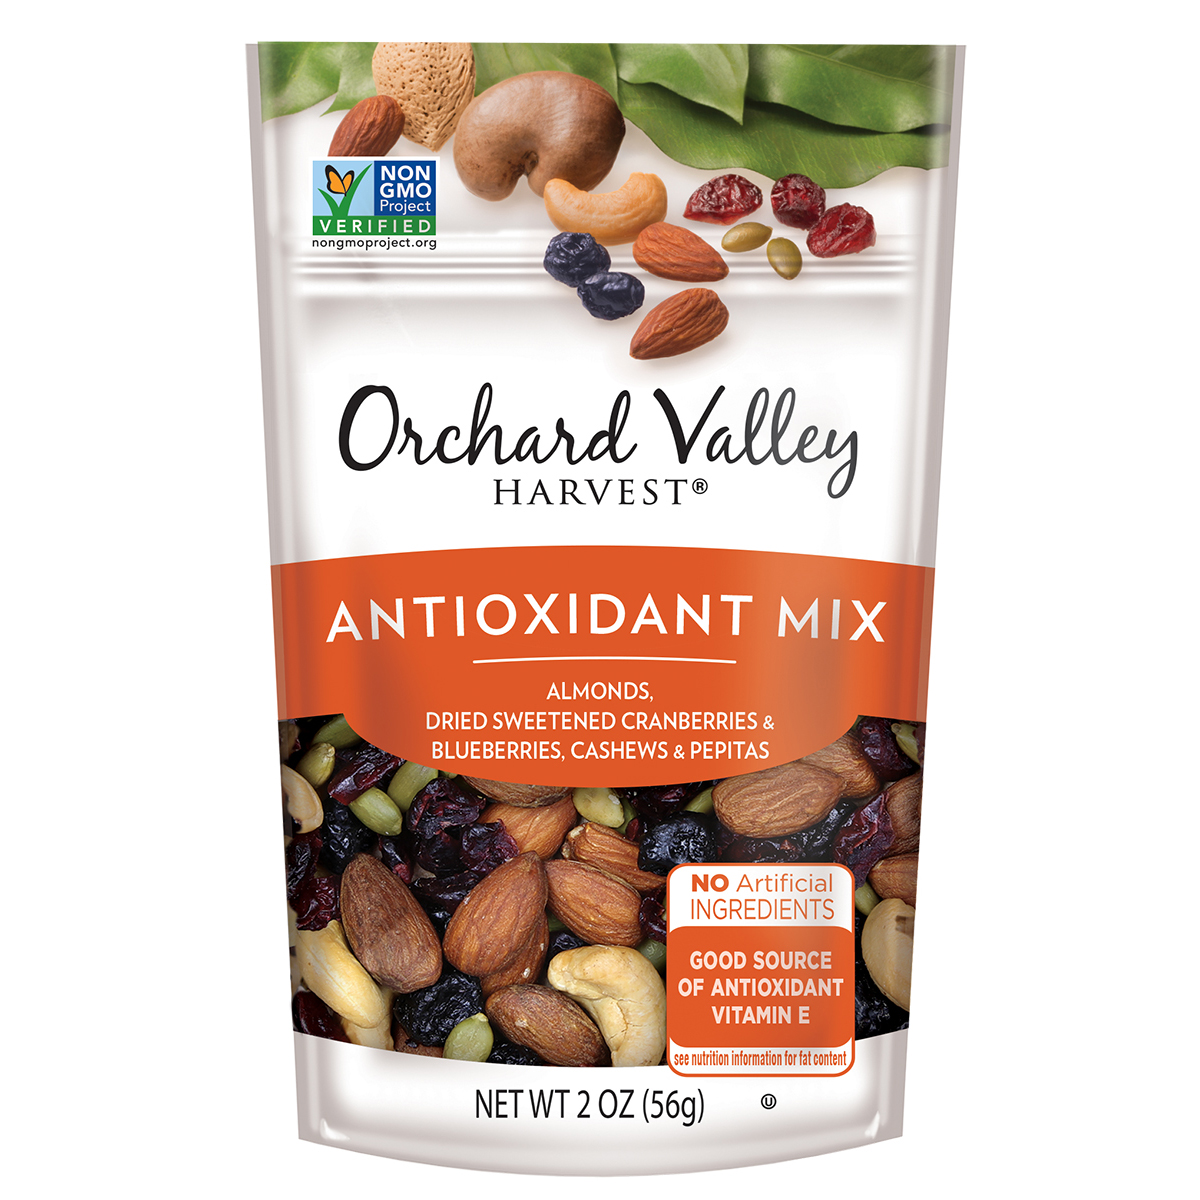 NON
GMO
Project
VERIFIED
nongmoproject.org
Orchard Valley
HARVEST®
ANTIOXIDANT MIX
ALMONDS,
DRIED SWEETENED CRANBERRIES &
BLUEBERRIES, CASHEWS & PEPITAS
NO Artificial
INGREDIENTS
GOOD SOURCE
OF ANTIOXIDANT
VITAMIN E
see nutrition information for fat content
NET WT 2 OZ (56g)
U